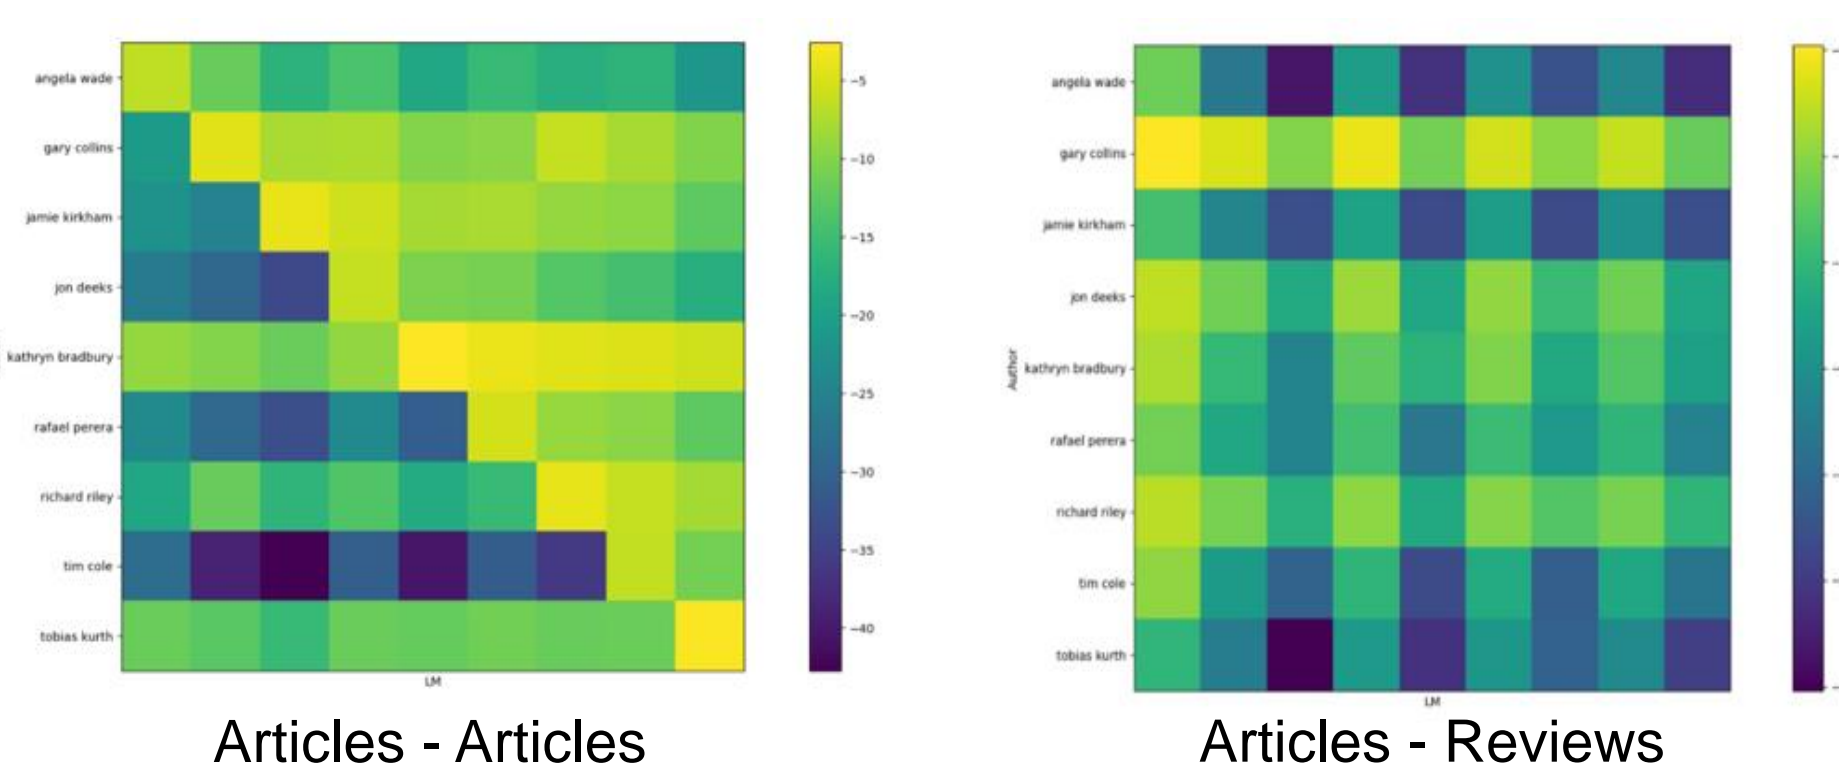 angela wade
gary collins
jamie kirkham
jon deeks
kathryn bradbury
rafael perera
richard riley
tim cole
tobias kurth
LM
−5
−10
−15
−20
−25
−30
−35
−40
Articles - Articles
Author
angela wade
gary collins
jamie kirkham
jon deeks
kathryn bradbury
rafael perera
richard riley
tim cole
tobias kurth
LM
Articles - Reviews